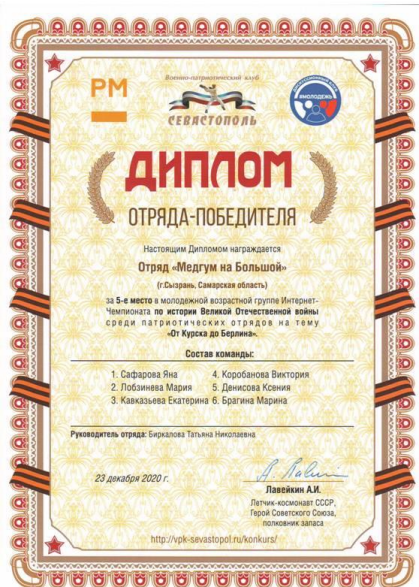 РМ
Военно-патриотический клуб
СЕВАСТОПОЛЬ
#МОЛОДЕЖЬ
ДИПЛОМ
ОТРЯДА-ПОБЕДИТЕЛЯ
Настоящим Дипломом награждается
Отряд «Медгум на Большой»
(г.Сызрань, Самарская область)
за 5-е место в молодежной возрастной группе Интернет-
Чемпионата по истории Великой Отечественной войны
среди патриотических отрядов на тему
«От Курска до Берлина».
Состав команды:
1. Сафарова Яна 4. Коробанова Виктория
2. Лобзинева Мария 5. Денисова Ксения
3. Кавказьева Екатерина 6. Брагина Марина
Руководитель отряда: Биркалова Татьяна Николаевна
23 декабря 2020 г.
Лавейкин А.И.
Летчик-космонавт СССР,
Герой Советского Союза,
полковник запаса
http://vpk-sevastopol.ru/konkurs/